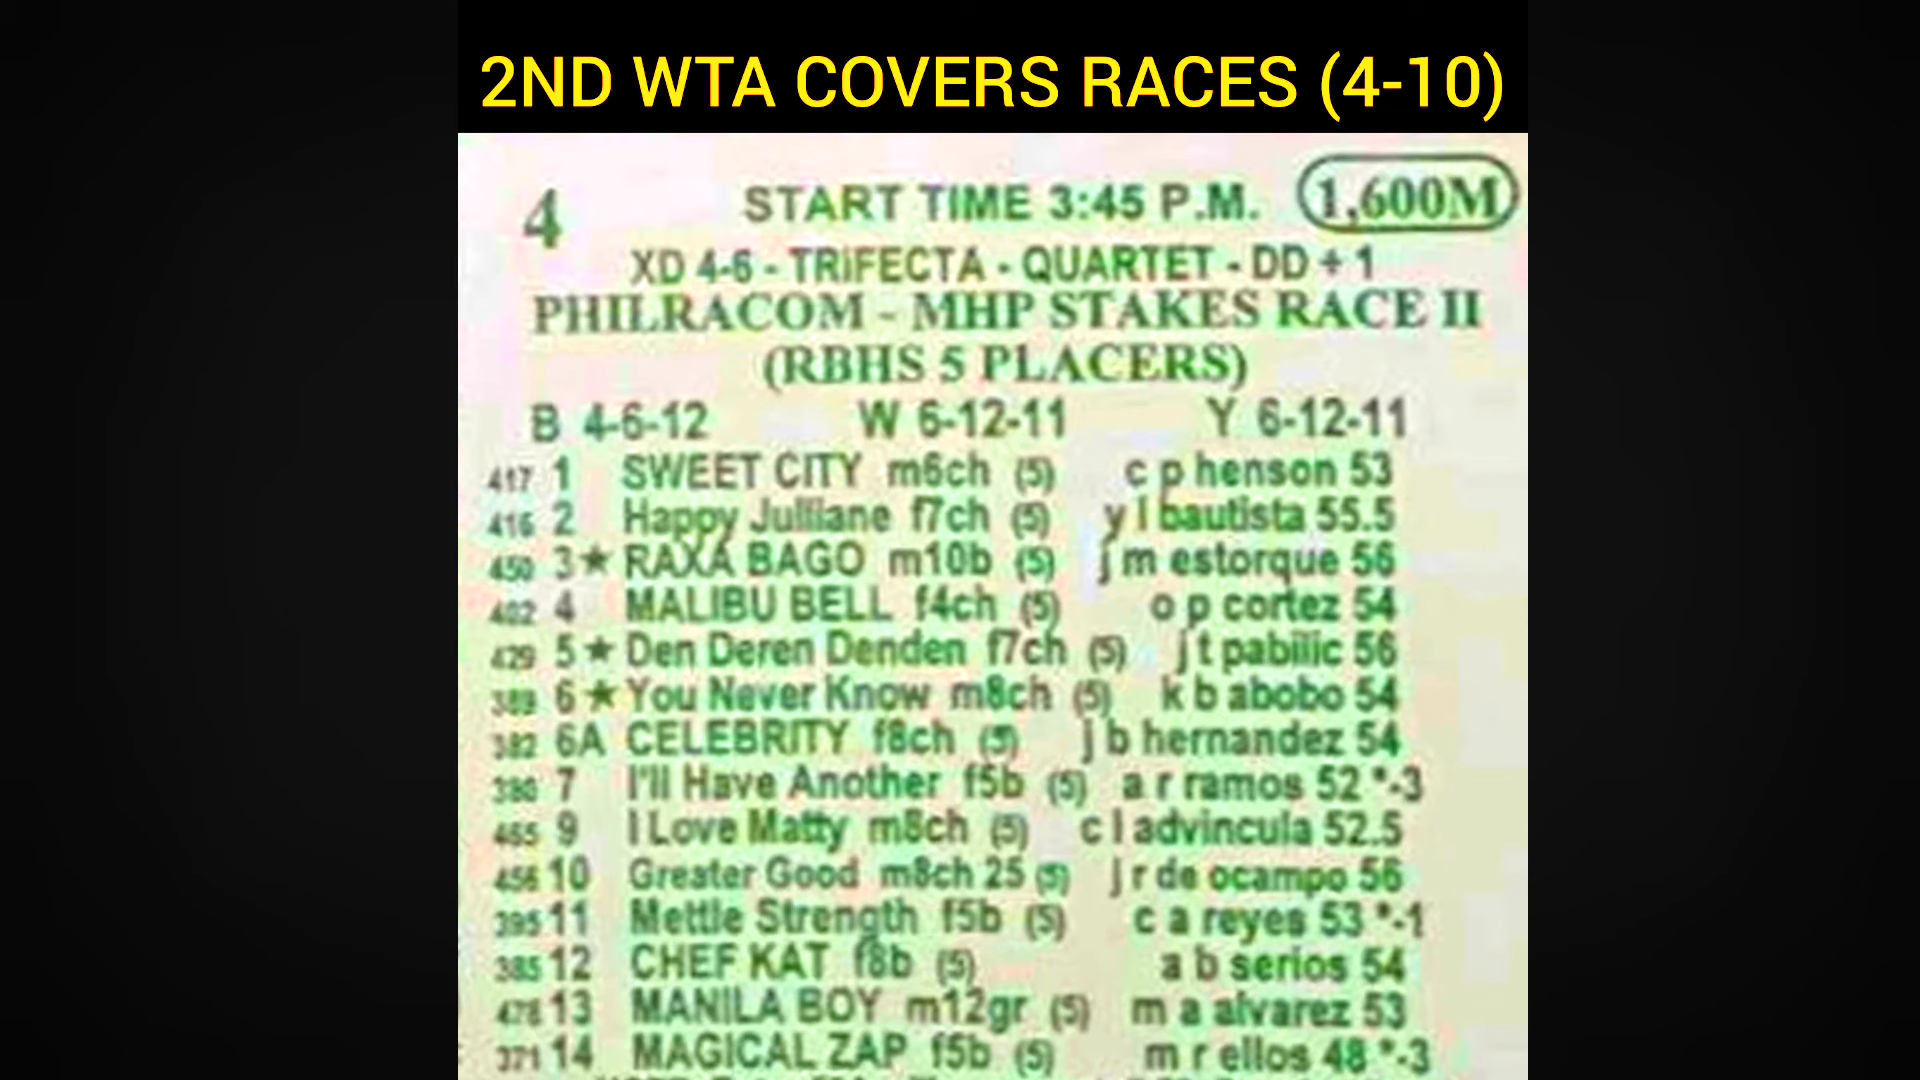 2ND WTA COVERS RACES (4-10)
4 START TIME 3:45 P.M. 1,600M
XD 4-6 - TRIFECTA - QUARTET - DD + 1
PHILRACOM - MHP STAKES RACE II
(RBHS 5 PLACERS)
B 4-6-12 W 6-12-11 Y 6-12-11
417 1 SWEET CITY m6ch (5) c p henson 53
416 2 Happy Julliane f7ch (5) y l bautista 55.5
450 3★ RAXA BAGO m10b (5) j m estorque 56
402 4 MALIBU BELL f4ch (5) o p cortez 54
429 5★ Den Deren Denden f7ch (5) j t pabilic 56
389 6★ You Never Know m8ch (5) k b abobo 54
382 6A CELEBRITY f8ch (5) j b hernandez 54
380 7 I'll Have Another f5b (5) a r ramos 52 *-3
455 9 I Love Matty m8ch (5) c l advincula 52.5
456 10 Greater Good m8ch 25 (5) j r de ocampo 56
395 11 Mettle Strength f5b (5) c a reyes 53 *-1
385 12 CHEF KAT f8b (5) a b serios 54
478 13 MANILA BOY m12gr (5) m a alvarez 53
371 14 MAGICAL ZAP f5b (5) m r ellos 48 *-3